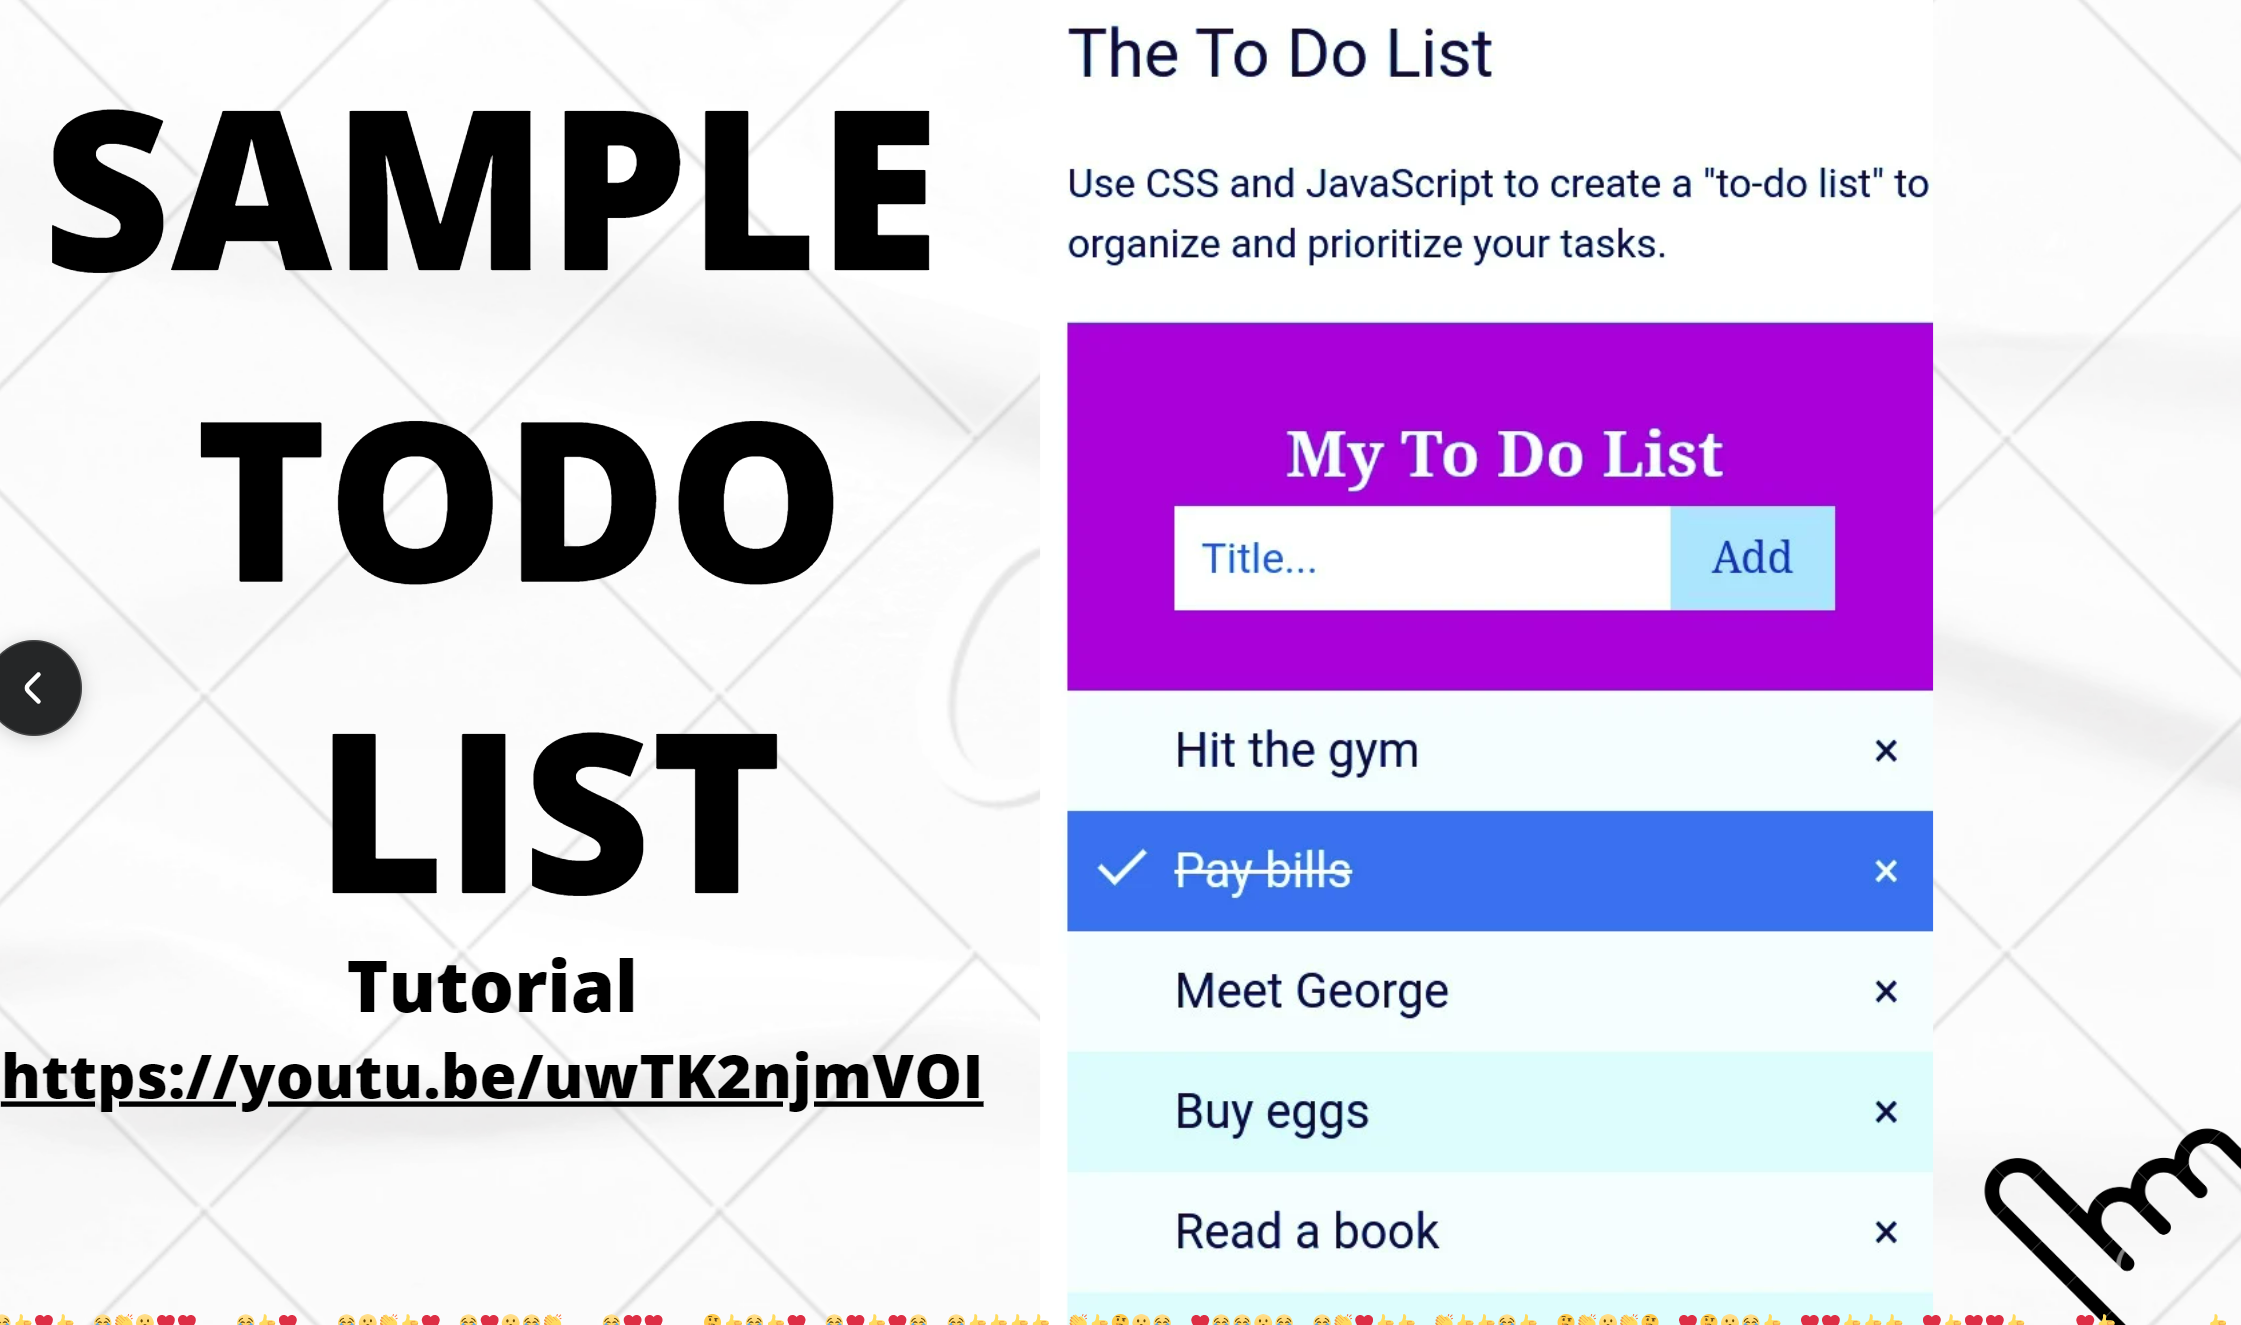 SAMPLE
TODO
LIST
Tutorial
https://youtu.be/uwTK2njmVOI
The To Do List
Use CSS and JavaScript to create a "to-do list" to
organize and prioritize your tasks.
My To Do List
Title...
Add
Hit the gym ×
Pay bills ×
Meet George ×
Buy eggs ×
Read a book ×